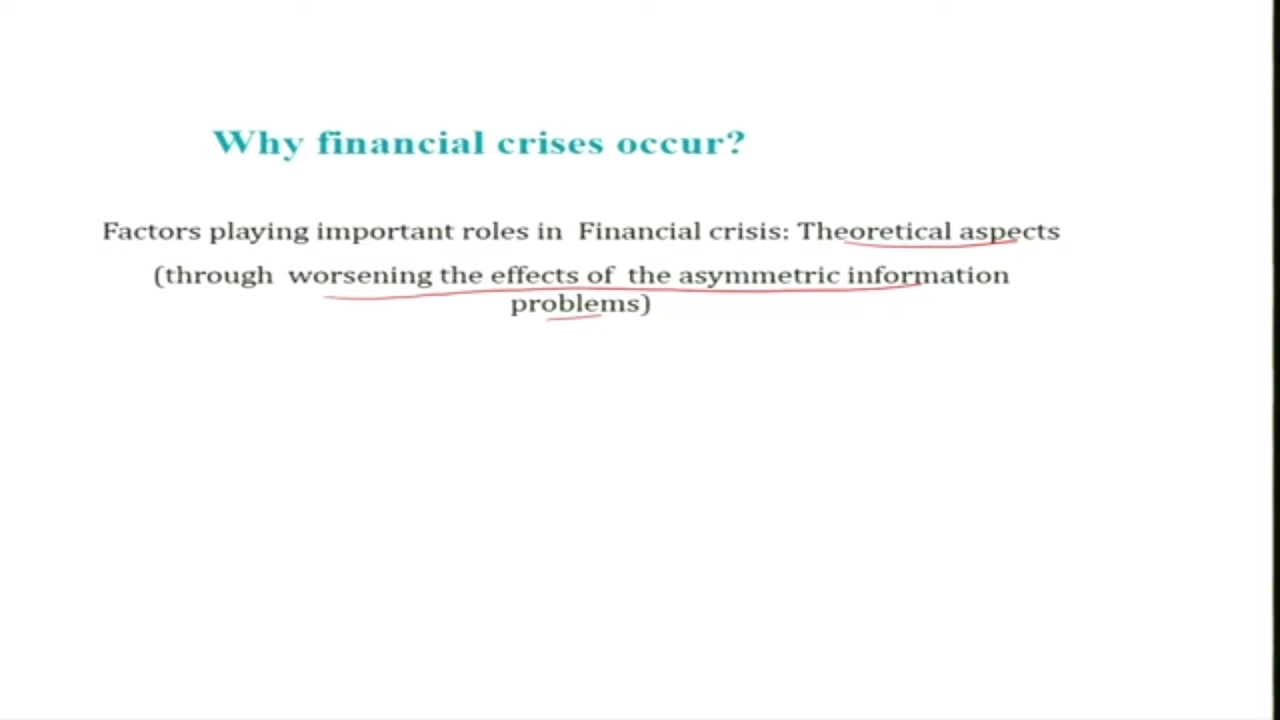 Why financial crises occur?
Factors playing important roles in Financial crisis: Theoretical aspects
(through worsening the effects of the asymmetric information
problems)